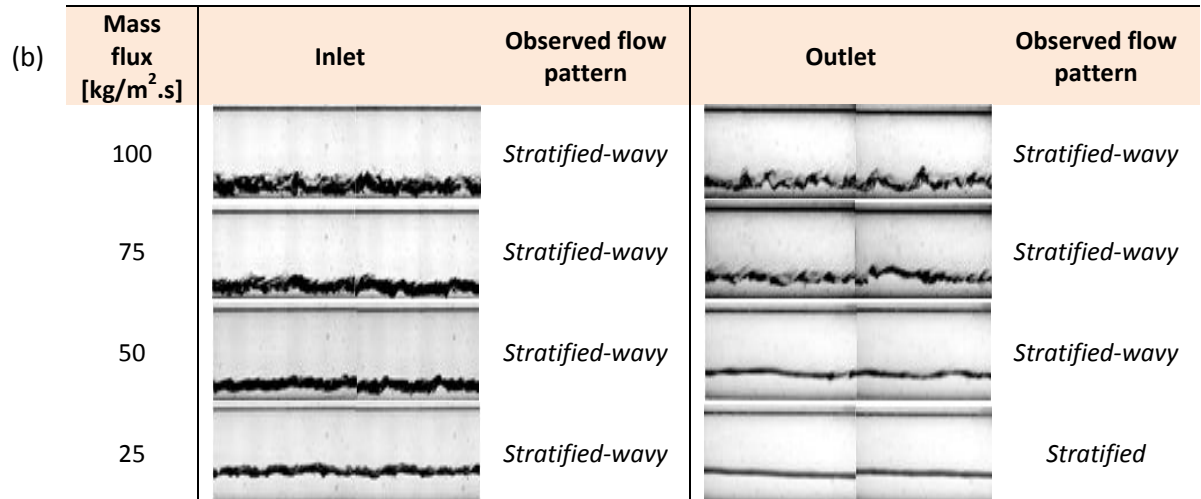 (b)
Mass flux [kg/m².s] Inlet Observed flow pattern Outlet Observed flow pattern
100 Stratified-wavy Stratified-wavy
75 Stratified-wavy Stratified-wavy
50 Stratified-wavy Stratified-wavy
25 Stratified-wavy Stratified